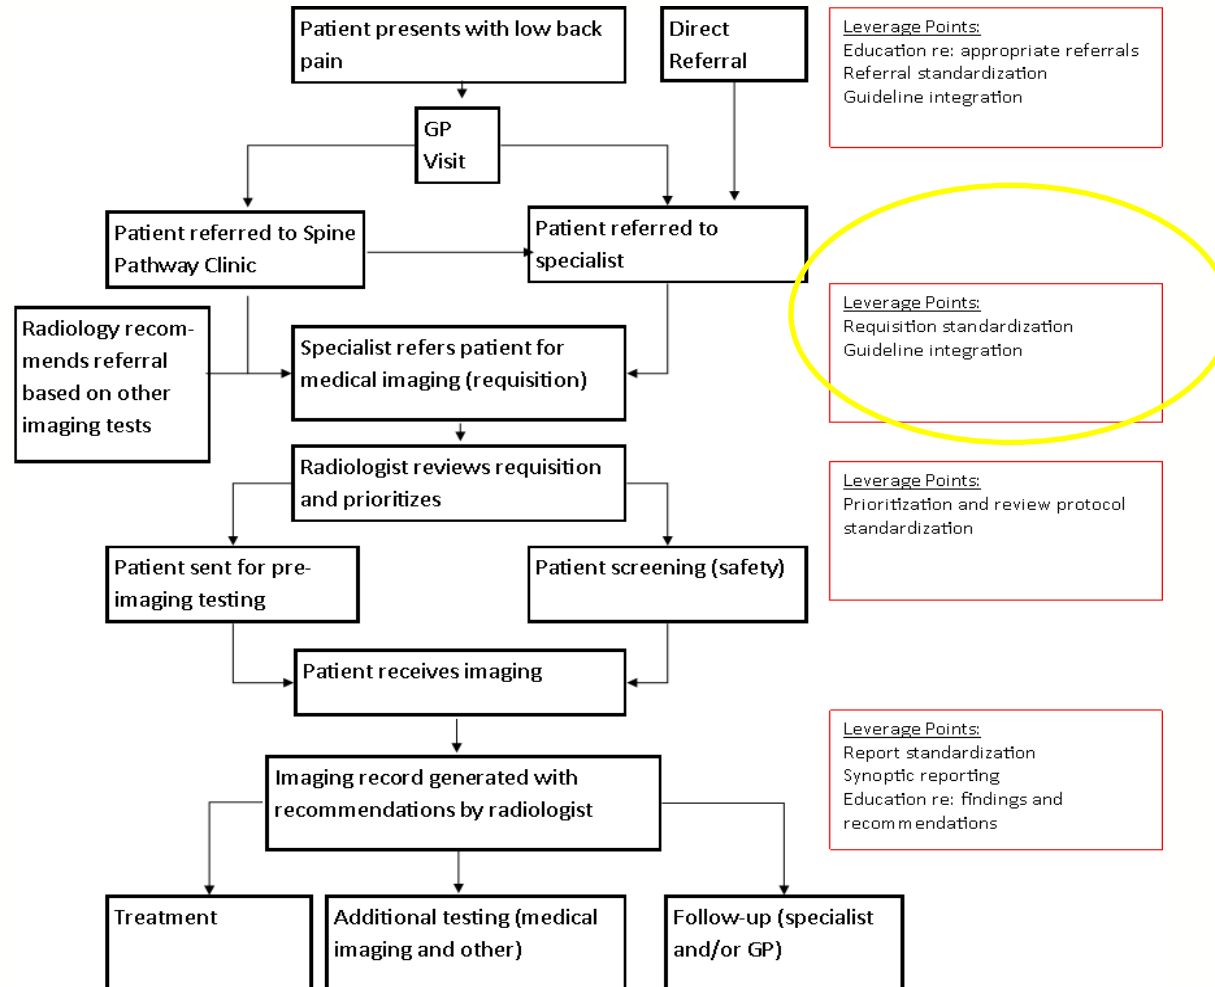 Patient presents with low back
pain
Direct
Referral
Leverage Points:
Education re: appropriate referrals
Referral standardization
Guideline integration
GP
Visit
Patient referred to Spine
Pathway Clinic
Patient referred to
specialist
Radiology recom-
mends referral
based on other
imaging tests
Specialist refers patient for
medical imaging (requisition)
Leverage Points:
Requisition standardization
Guideline integration
Radiologist reviews requisition
and prioritizes
Leverage Points:
Prioritization and review protocol
standardization
Patient sent for pre-
imaging testing
Patient screening (safety)
Patient receives imaging
Imaging record generated with
recommendations by radiologist
Leverage Points:
Report standardization
Synoptic reporting
Education re: findings and
recommendations
Treatment
Additional testing (medical
imaging and other)
Follow-up (specialist
and/or GP)